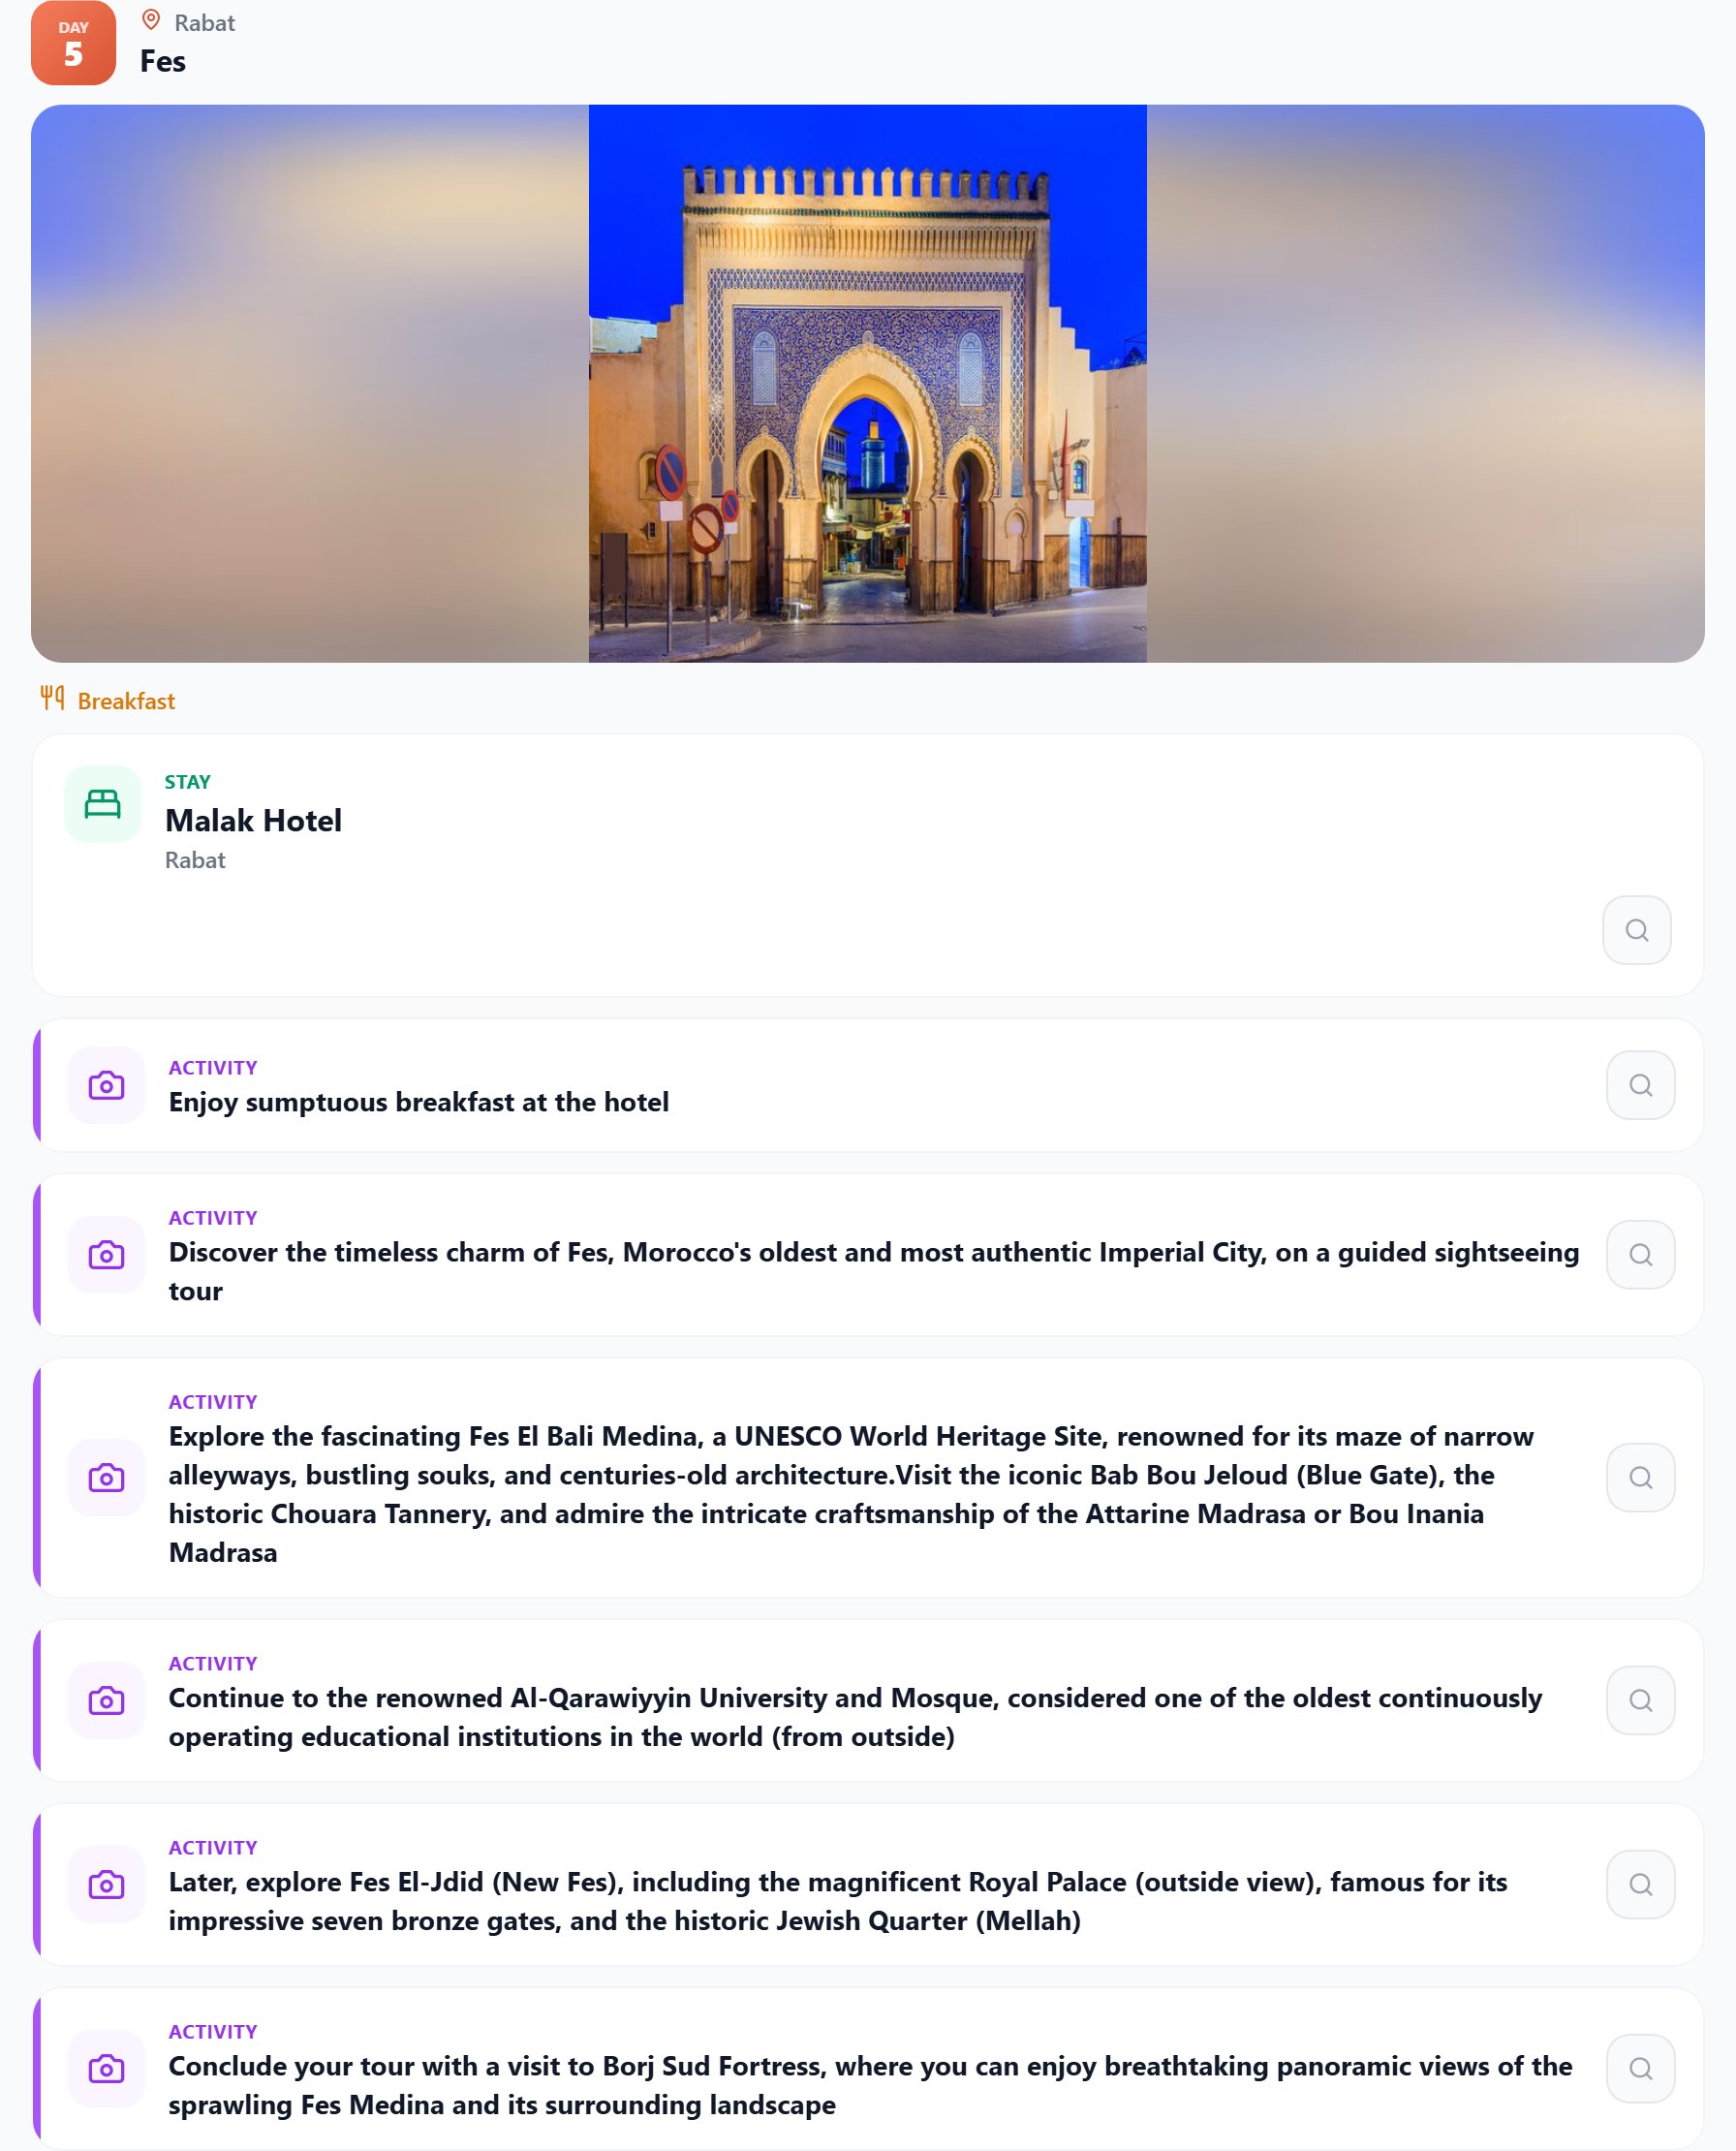 DAY
5
Rabat
Fes
Breakfast
STAY
Malak Hotel
Rabat
ACTIVITY
Enjoy sumptuous breakfast at the hotel
ACTIVITY
Discover the timeless charm of Fes, Morocco's oldest and most authentic Imperial City, on a guided sightseeing
tour
ACTIVITY
Explore the fascinating Fes El Bali Medina, a UNESCO World Heritage Site, renowned for its maze of narrow
alleyways, bustling souks, and centuries-old architecture.Visit the iconic Bab Bou Jeloud (Blue Gate), the
historic Chouara Tannery, and admire the intricate craftsmanship of the Attarine Madrasa or Bou Inania
Madrasa
ACTIVITY
Continue to the renowned Al-Qarawiyyin University and Mosque, considered one of the oldest continuously
operating educational institutions in the world (from outside)
ACTIVITY
Later, explore Fes El-Jdid (New Fes), including the magnificent Royal Palace (outside view), famous for its
impressive seven bronze gates, and the historic Jewish Quarter (Mellah)
ACTIVITY
Conclude your tour with a visit to Borj Sud Fortress, where you can enjoy breathtaking panoramic views of the
sprawling Fes Medina and its surrounding landscape